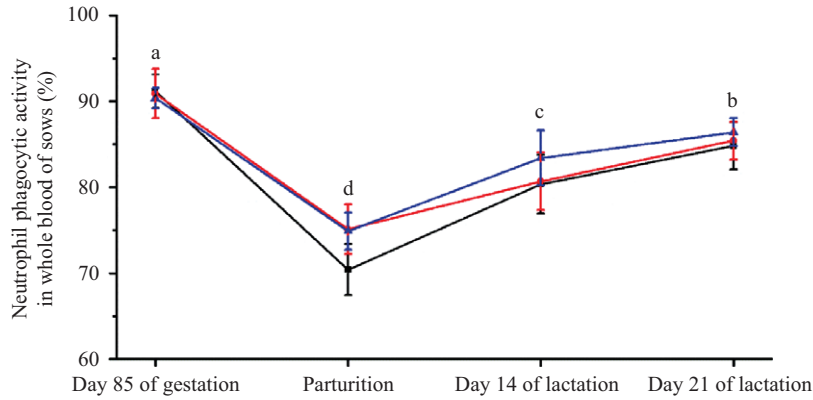 Neutrophil phagocytic activity
in whole blood of sows (%)
100
90
80
70
60
a
d
c
b
Day 85 of gestation
Parturition
Day 14 of lactation
Day 21 of lactation